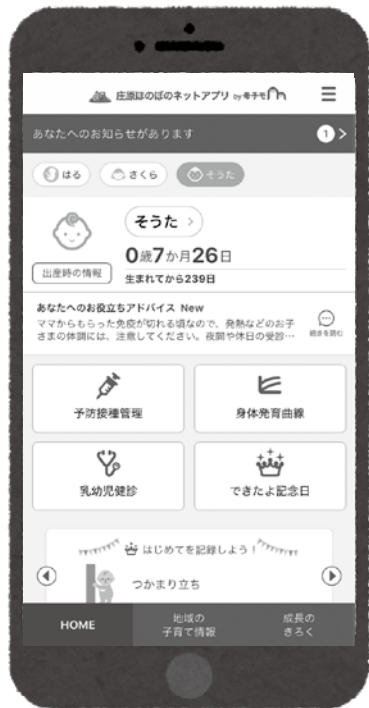 庄原ほのぼのネットアプリ by母子モ
あなたへのお知らせがあります 1
はる さくら そうた
そうた
0歳7か月26日
出産時の情報
生まれてから239日
あなたへのお役立ちアドバイス New
ママからもらった免疫が切れる頃なので、発熱などのお子
さまの体調には、注意してください。夜間や休日の受診…
続きを読む
予防接種管理 身体発育曲線
乳幼児健診 できたよ記念日
はじめてを記録しよう!
つかまり立ち
HOME
地域の
子育て情報
成長の
きろく